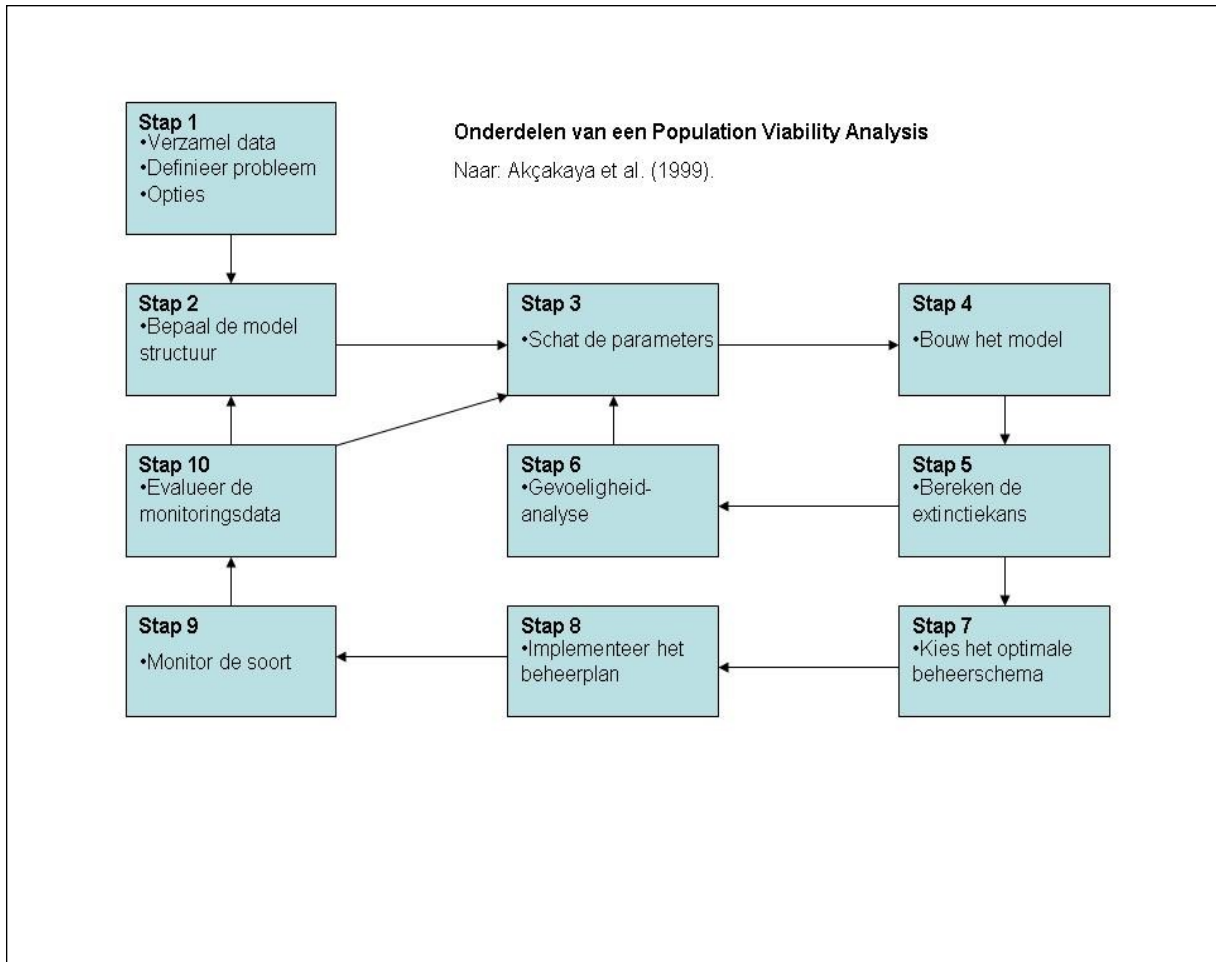 Onderdelen van een Population Viability Analysis
Naar: Akçakaya et al. (1999).
Stap 1
•Verzamel data
•Definieer probleem
•Opties
Stap 2
•Bepaal de model
structuur
Stap 3
•Schat de parameters
Stap 4
•Bouw het model
Stap 10
•Evalueer de
monitoringsdata
Stap 6
•Gevoeligheid-
analyse
Stap 5
•Bereken de
extinctiekans
Stap 9
•Monitor de soort
Stap 8
•Implementeer het
beheerplan
Stap 7
•Kies het optimale
beheerschema